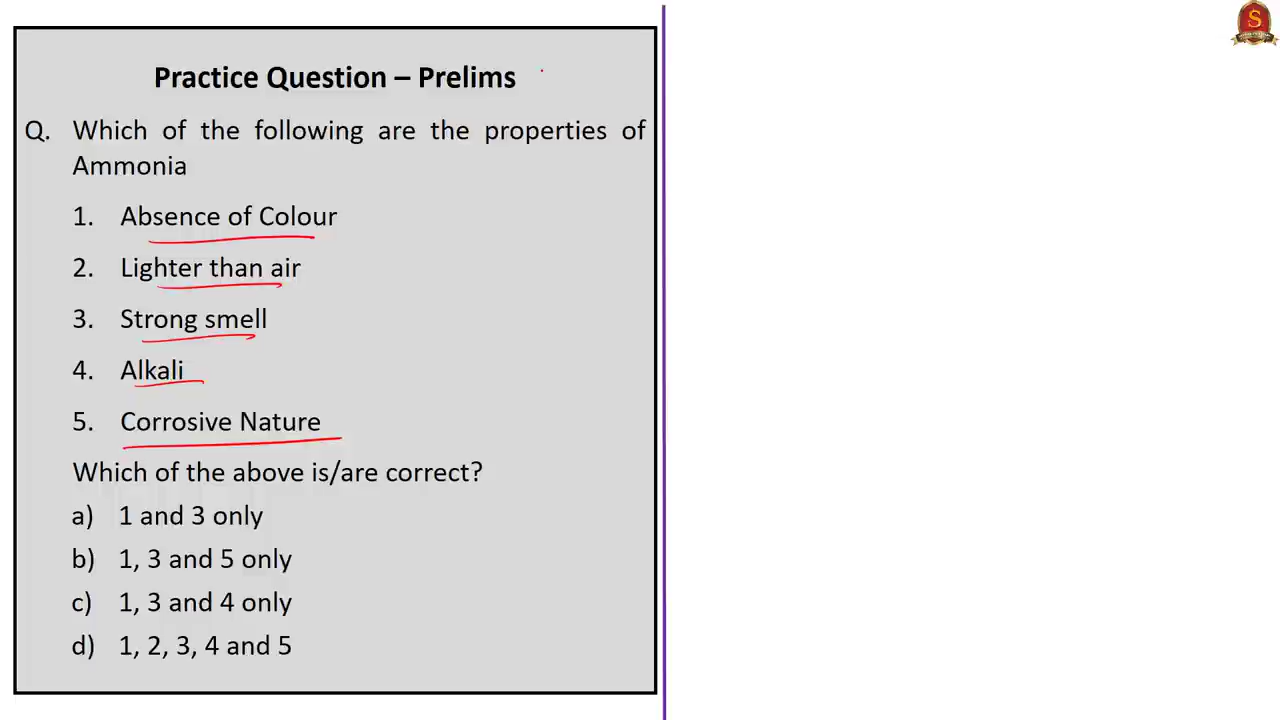 Practice Question – Prelims
Q. Which of the following are the properties of
Ammonia
1. Absence of Colour
2. Lighter than air
3. Strong smell
4. Alkali
5. Corrosive Nature
Which of the above is/are correct?
a) 1 and 3 only
b) 1, 3 and 5 only
c) 1, 3 and 4 only
d) 1, 2, 3, 4 and 5
S